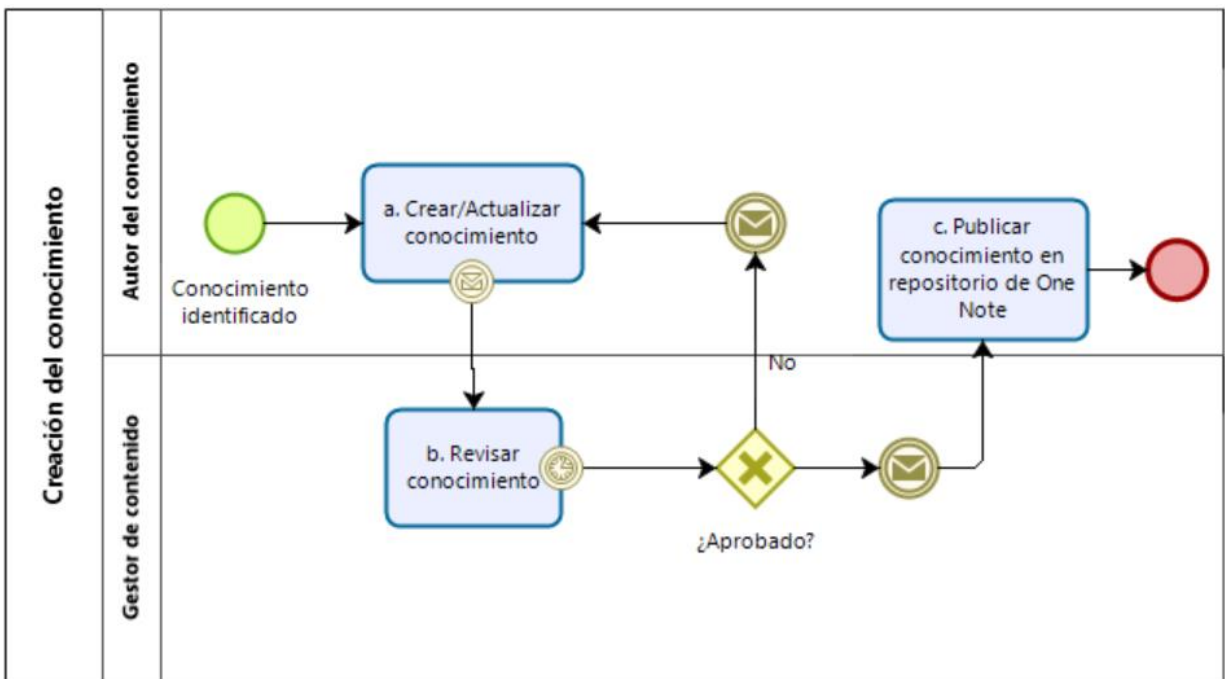 Creación del conocimiento
Autor del conocimiento
Conocimiento
identificado
a. Crear/Actualizar
conocimiento
c. Publicar
conocimiento en
repositorio de One
Note
No
Gestor de contenido
b. Revisar
conocimiento
¿Aprobado?